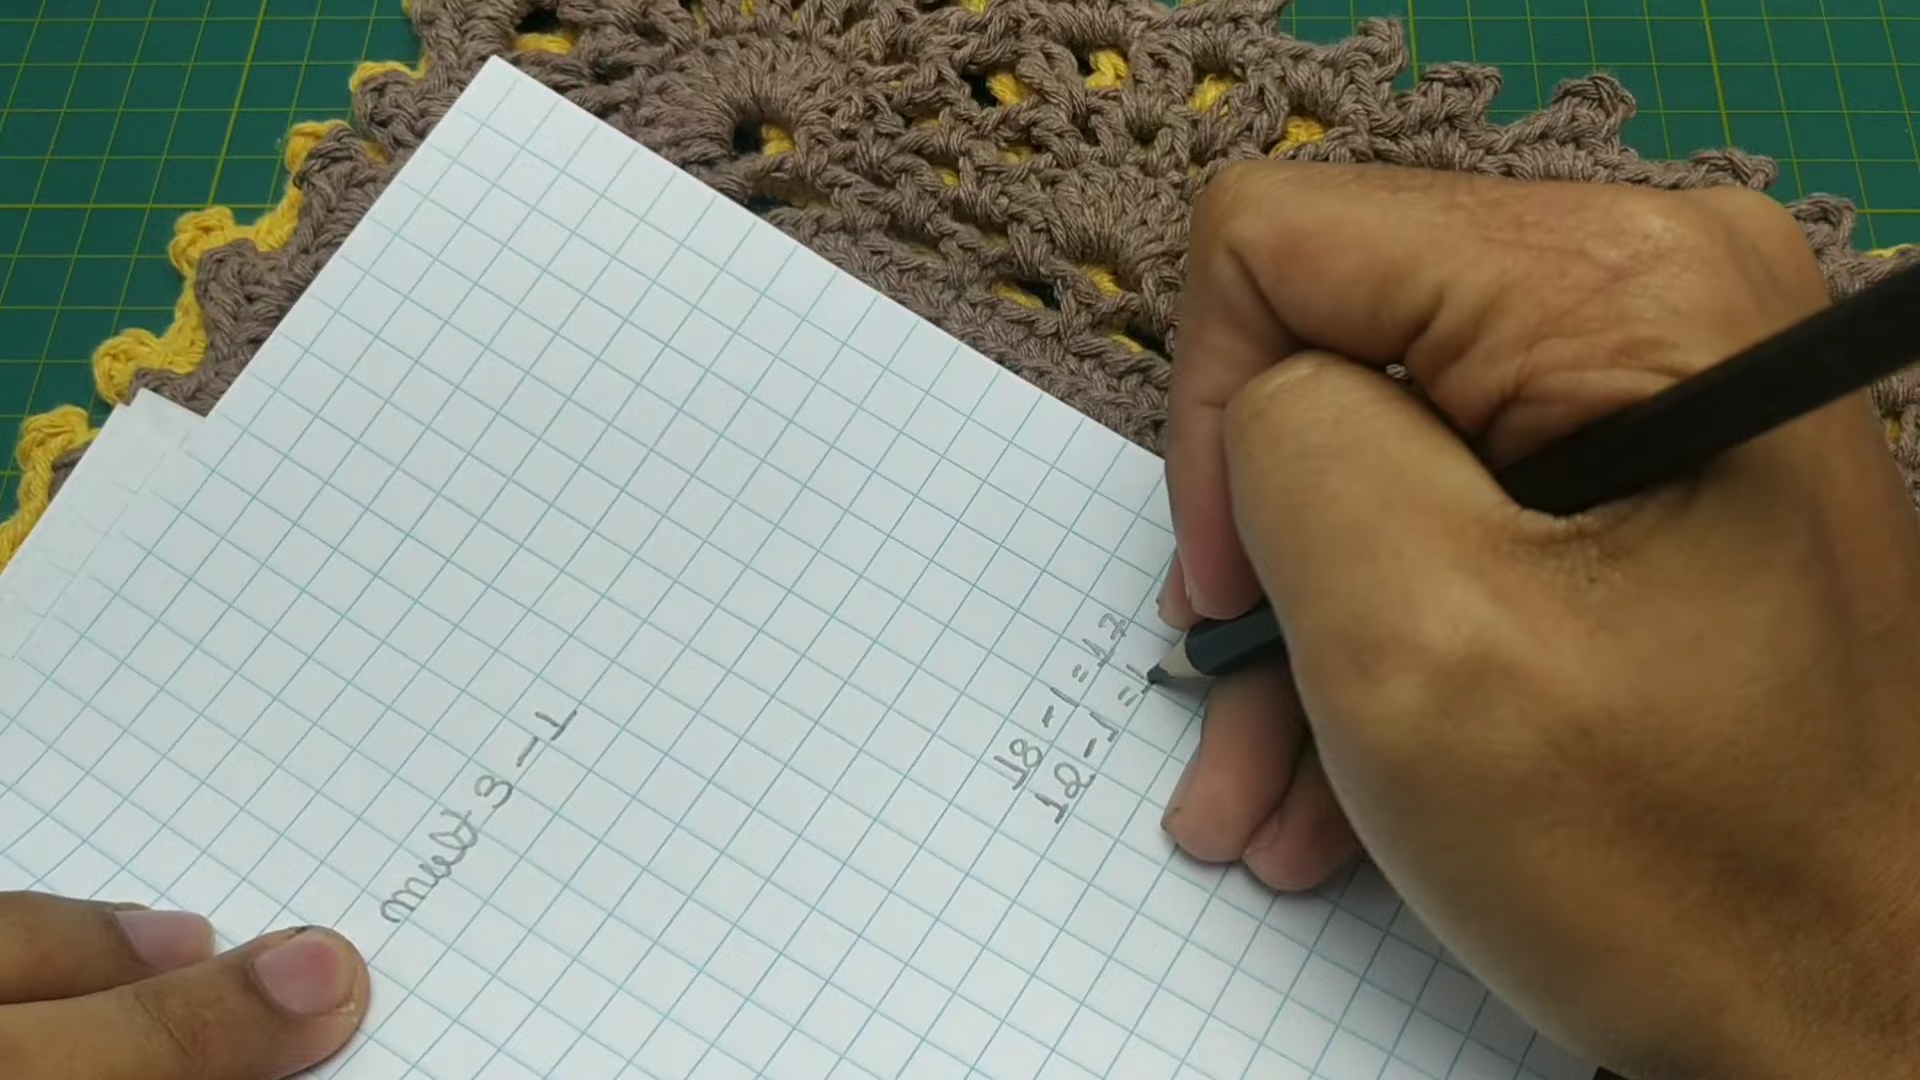 mult 3 - 1
18 - 1 = 17
12 - 1 = 1